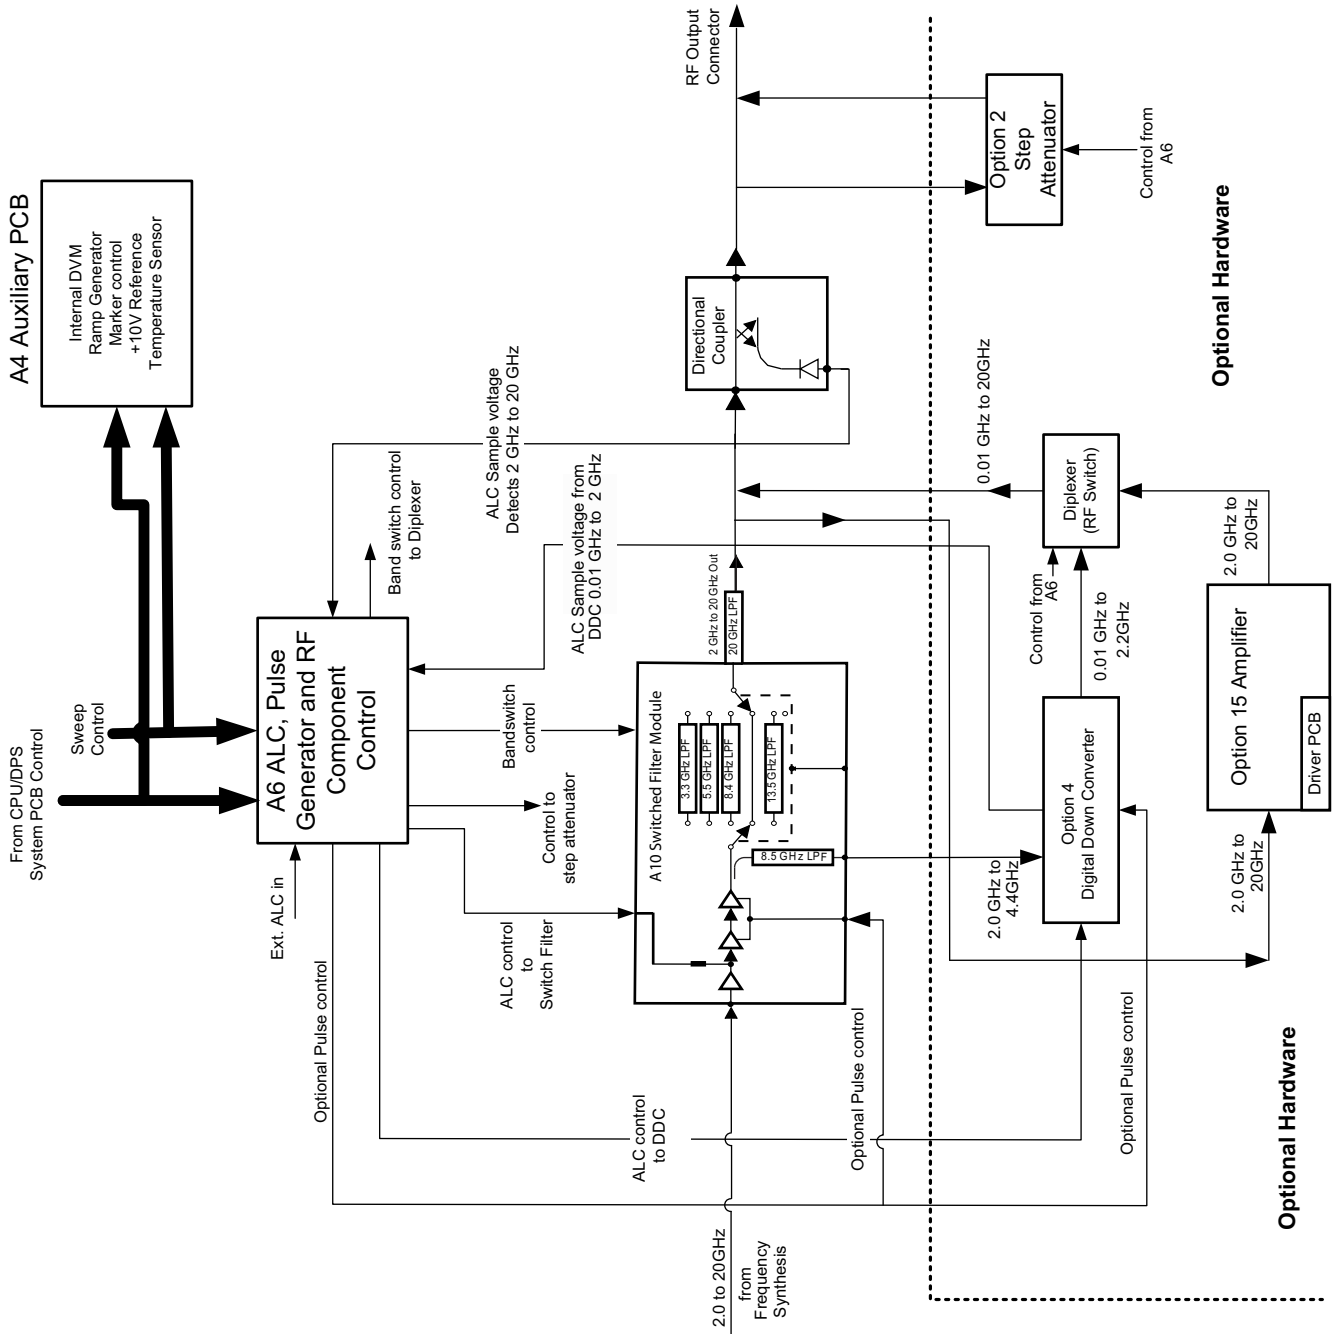 A4 Auxiliary PCB
Internal DVM
Ramp Generator
Marker control
+10V Reference
Temperature Sensor
From CPU/DPS
System PCB Control
Sweep
Control
A6 ALC, Pulse
Generator and RF
Component
Control
Ext. ALC in
Band switch control
to Diplexer
ALC Sample voltage
Detects 2 GHz to 20 GHz
ALC Sample voltage from
DDC 0.01 GHz to 2 GHz
Bandswitch
control
Control to
step attenuator
ALC control
to
Switch Filter
Optional Pulse control
ALC control
to DDC
A10 Switched Filter Module
3.3 GHz LPF
5.5 GHz LPF
8.4 GHz LPF
13.5 GHz LPF
8.5 GHz LPF
2 GHz to 20 GHz Out
20 GHz LPF
Directional
Coupler
RF Output
Connector
2.0 to 20GHz
from
Frequency
Synthesis
Optional Pulse control
Optional Pulse control
Option 2
Step
Attenuator
Control from
A6
0.01 GHz to 20GHz
Diplexer
(RF Switch)
Control from
A6
0.01 GHz to
2.2GHz
2.0 GHz to
20GHz
Option 4
Digital Down Converter
2.0 GHz to
4.4GHz
Option 15 Amplifier
Driver PCB
2.0 GHz to
20GHz
Optional Hardware
Optional Hardware